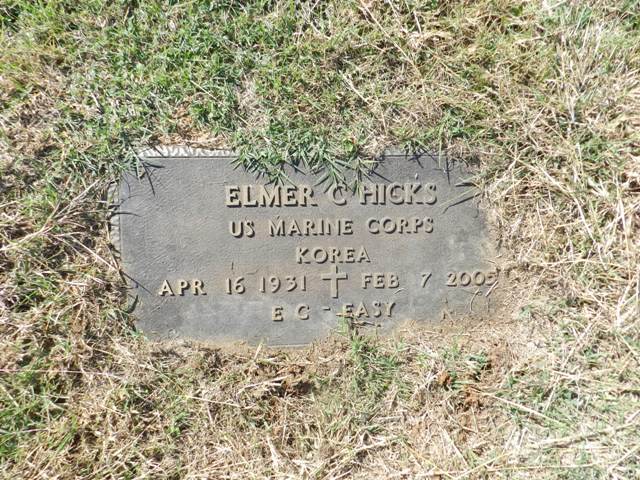 ELMER C HICKS
US MARINE CORPS
KOREA
APR 16 1931 ✝ FEB 7 2005
E C - EASY